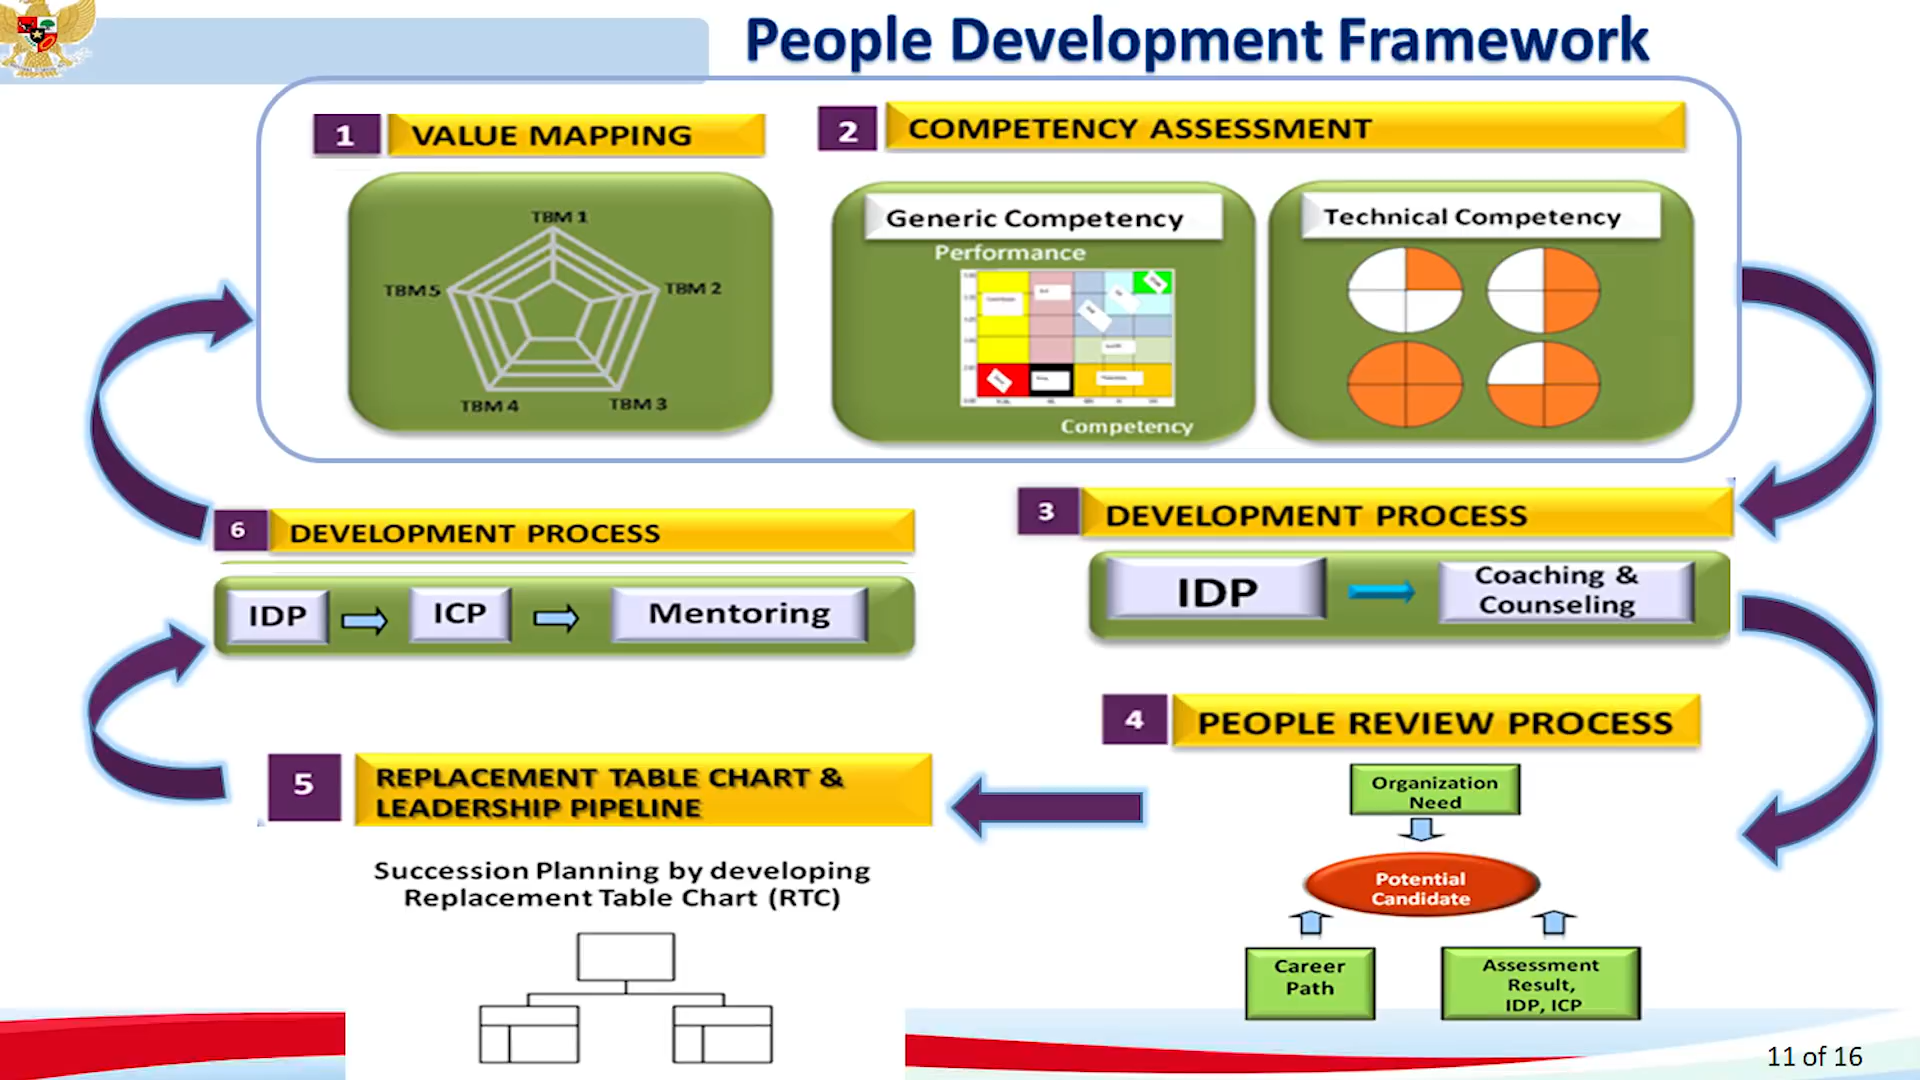 People Development Framework
1
VALUE MAPPING
TBM 1
TBM 5
TBM 2
TBM 4
TBM 3
2
COMPETENCY ASSESSMENT
Generic Competency
Performance
Competency
Technical Competency
6
DEVELOPMENT PROCESS
IDP
ICP
Mentoring
3
DEVELOPMENT PROCESS
IDP
Coaching &
Counseling
4
PEOPLE REVIEW PROCESS
Organization
Need
Potential
Candidate
Career
Path
Assessment
Result,
IDP, ICP
5
REPLACEMENT TABLE CHART &
LEADERSHIP PIPELINE
Succession Planning by developing
Replacement Table Chart (RTC)
11 of 16